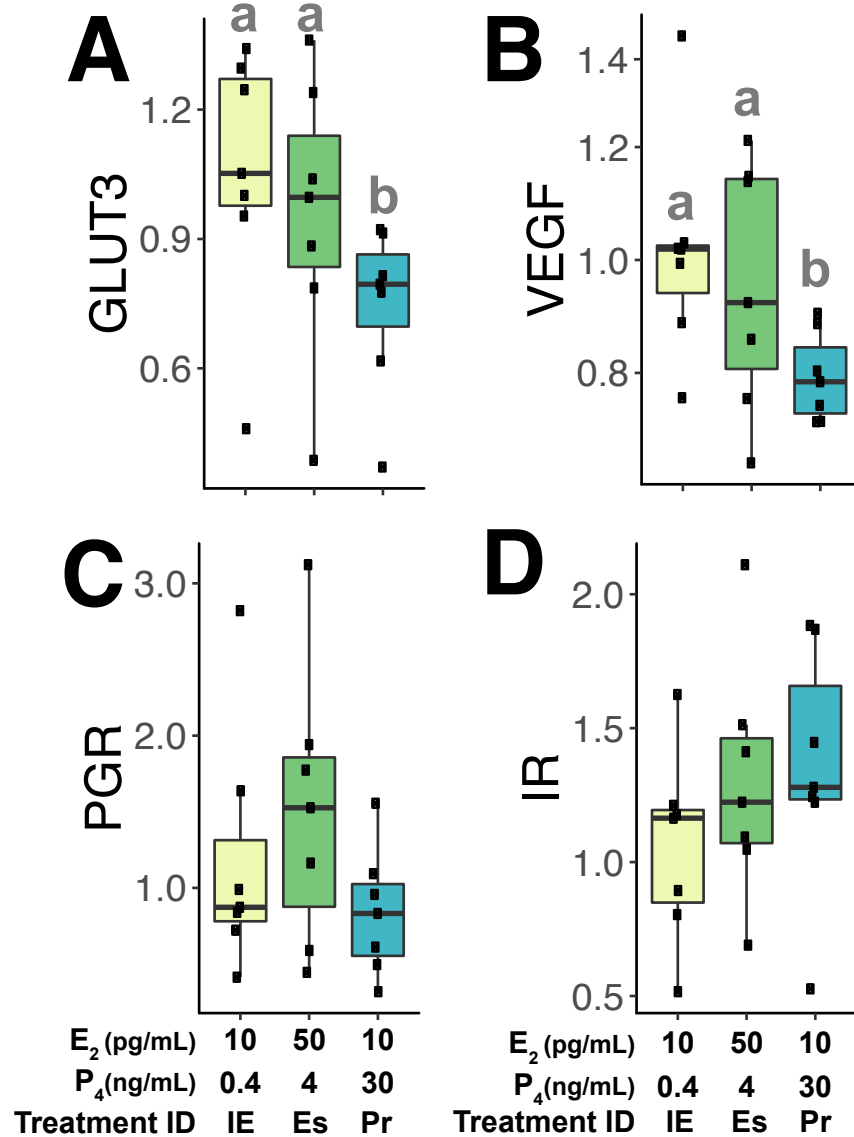 A
a a
b
GLUT3
1.2
0.9
0.6
B
a
a
b
VEGF
1.4
1.2
1.0
0.8
C
PGR
3.0
2.0
1.0
D
IR
2.0
1.5
1.0
0.5
E2 (pg/mL) 10 50 10
P4(ng/mL) 0.4 4 30
Treatment ID IE Es Pr
E2 (pg/mL) 10 50 10
P4(ng/mL) 0.4 4 30
Treatment ID IE Es Pr